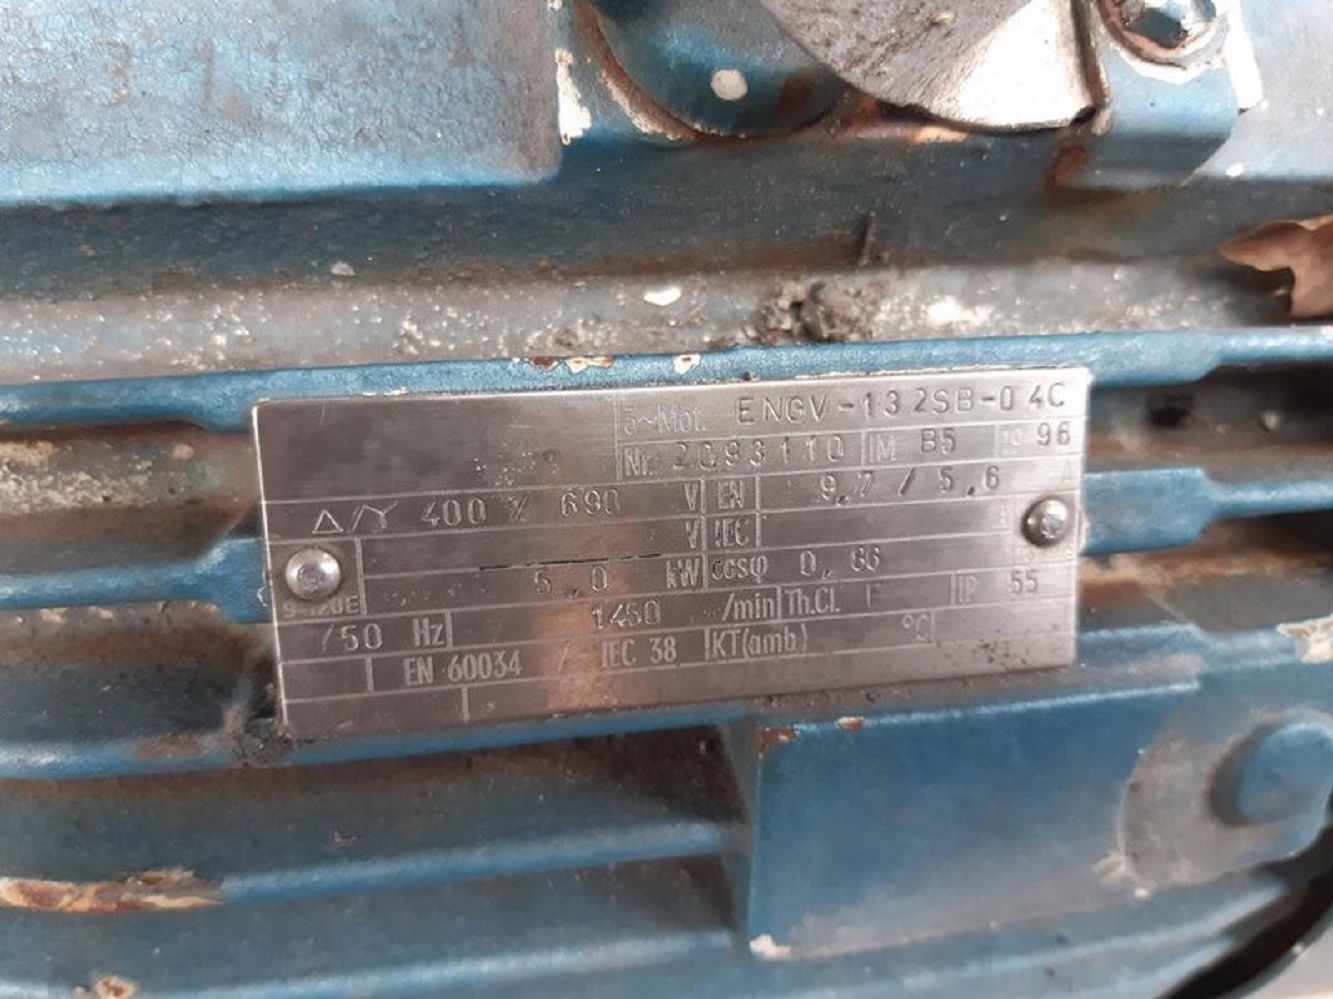 3~Mot. ENGV-132SB-04C
Nr. 2093110 IM B5 19 96
Δ/Y 400 / 690 V EN 9,7 / 5,6 A
V IEC
5,0 kW cosφ 0,86
/50 Hz 1450 /min Th.Cl. F IP 55
EN 60034 / IEC 38 KT(amb) °C